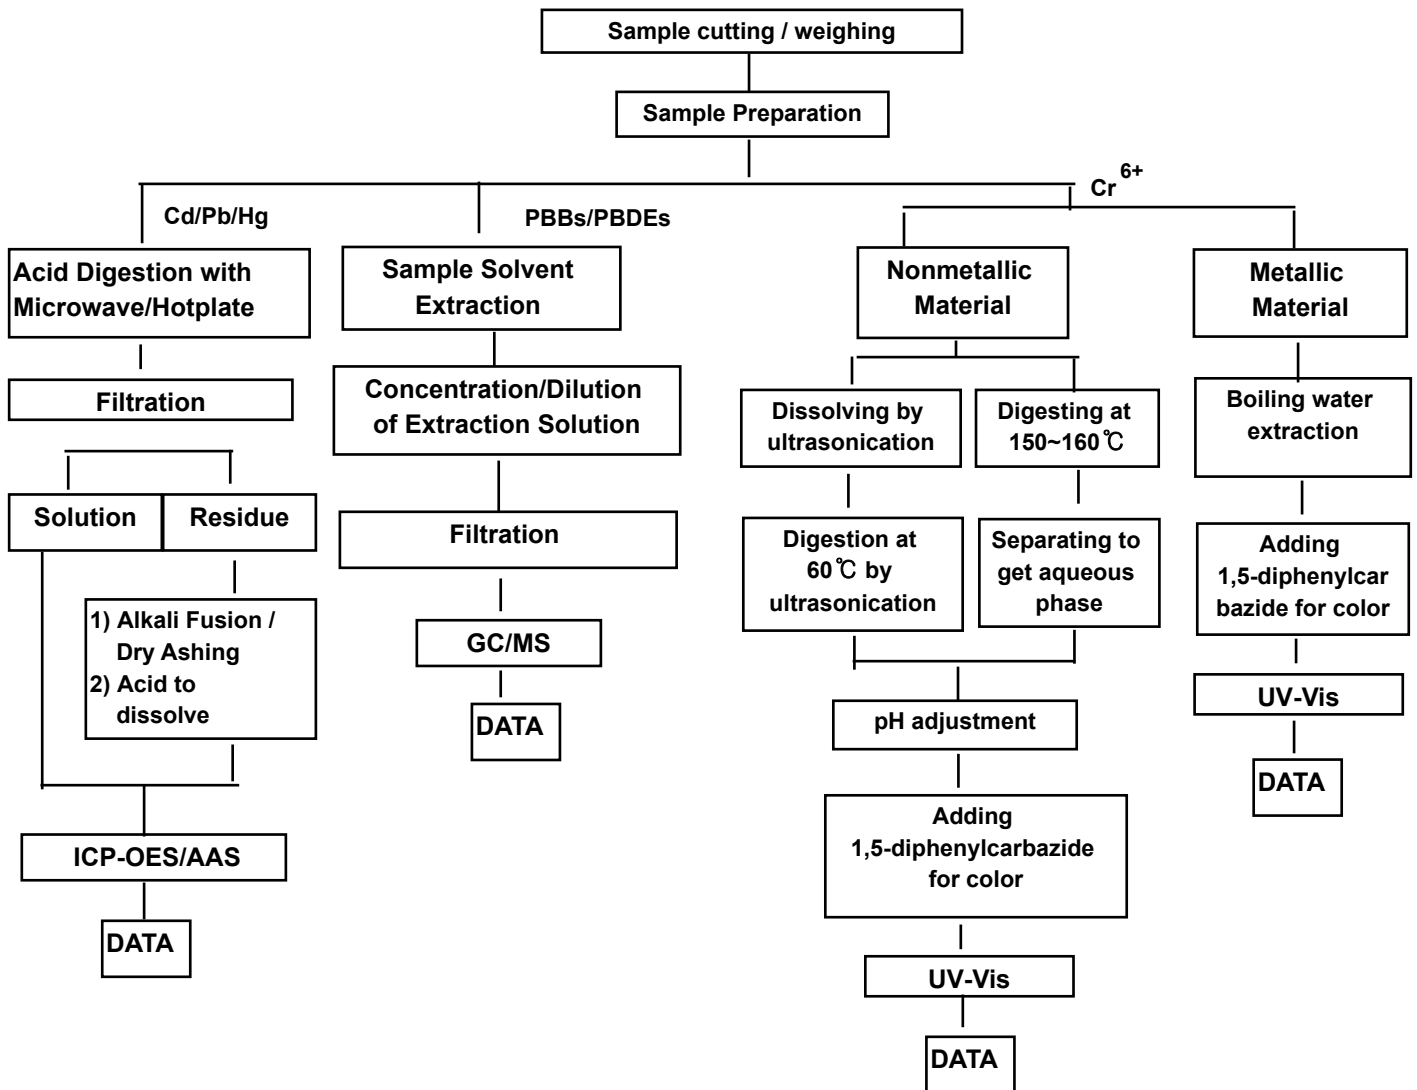 Sample cutting / weighing
Sample Preparation
Cd/Pb/Hg
PBBs/PBDEs
Cr 6+
Acid Digestion with
Microwave/Hotplate
Filtration
Solution
Residue
1) Alkali Fusion /
Dry Ashing
2) Acid to
dissolve
ICP-OES/AAS
DATA
Sample Solvent
Extraction
Concentration/Dilution
of Extraction Solution
Filtration
GC/MS
DATA
Nonmetallic
Material
Dissolving by
ultrasonication
Digestion at
60℃ by
ultrasonication
Digesting at
150~160℃
Separating to
get aqueous
phase
pH adjustment
Adding
1,5-diphenylcarbazide
for color
UV-Vis
DATA
Metallic
Material
Boiling water
extraction
Adding
1,5-diphenylcar
bazide for color
UV-Vis
DATA